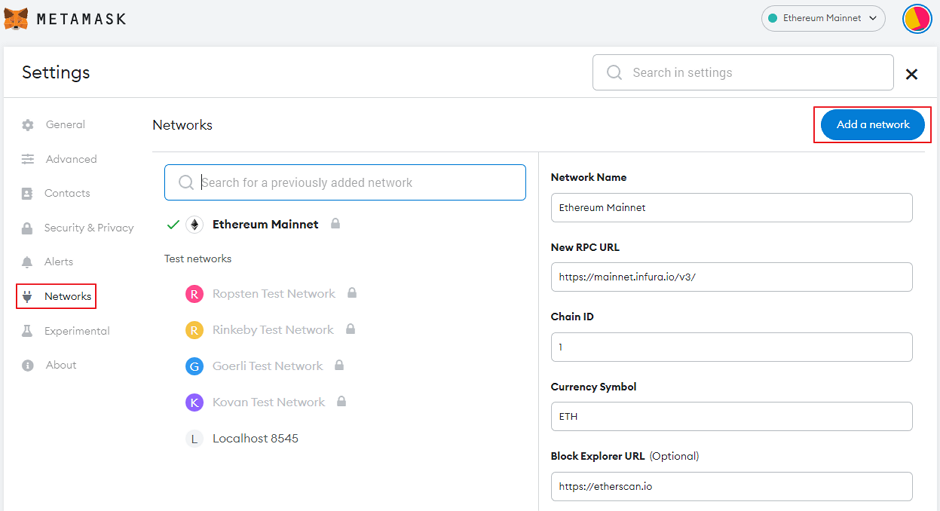 METAMASK
Ethereum Mainnet
Settings
Search in settings
General
Advanced
Contacts
Security & Privacy
Alerts
Networks
Experimental
About
Networks
Add a network
Search for a previously added network
Ethereum Mainnet
Test networks
R Ropsten Test Network
R Rinkeby Test Network
G Goerli Test Network
K Kovan Test Network
L Localhost 8545
Network Name
Ethereum Mainnet
New RPC URL
https://mainnet.infura.io/v3/
Chain ID
1
Currency Symbol
ETH
Block Explorer URL (Optional)
https://etherscan.io